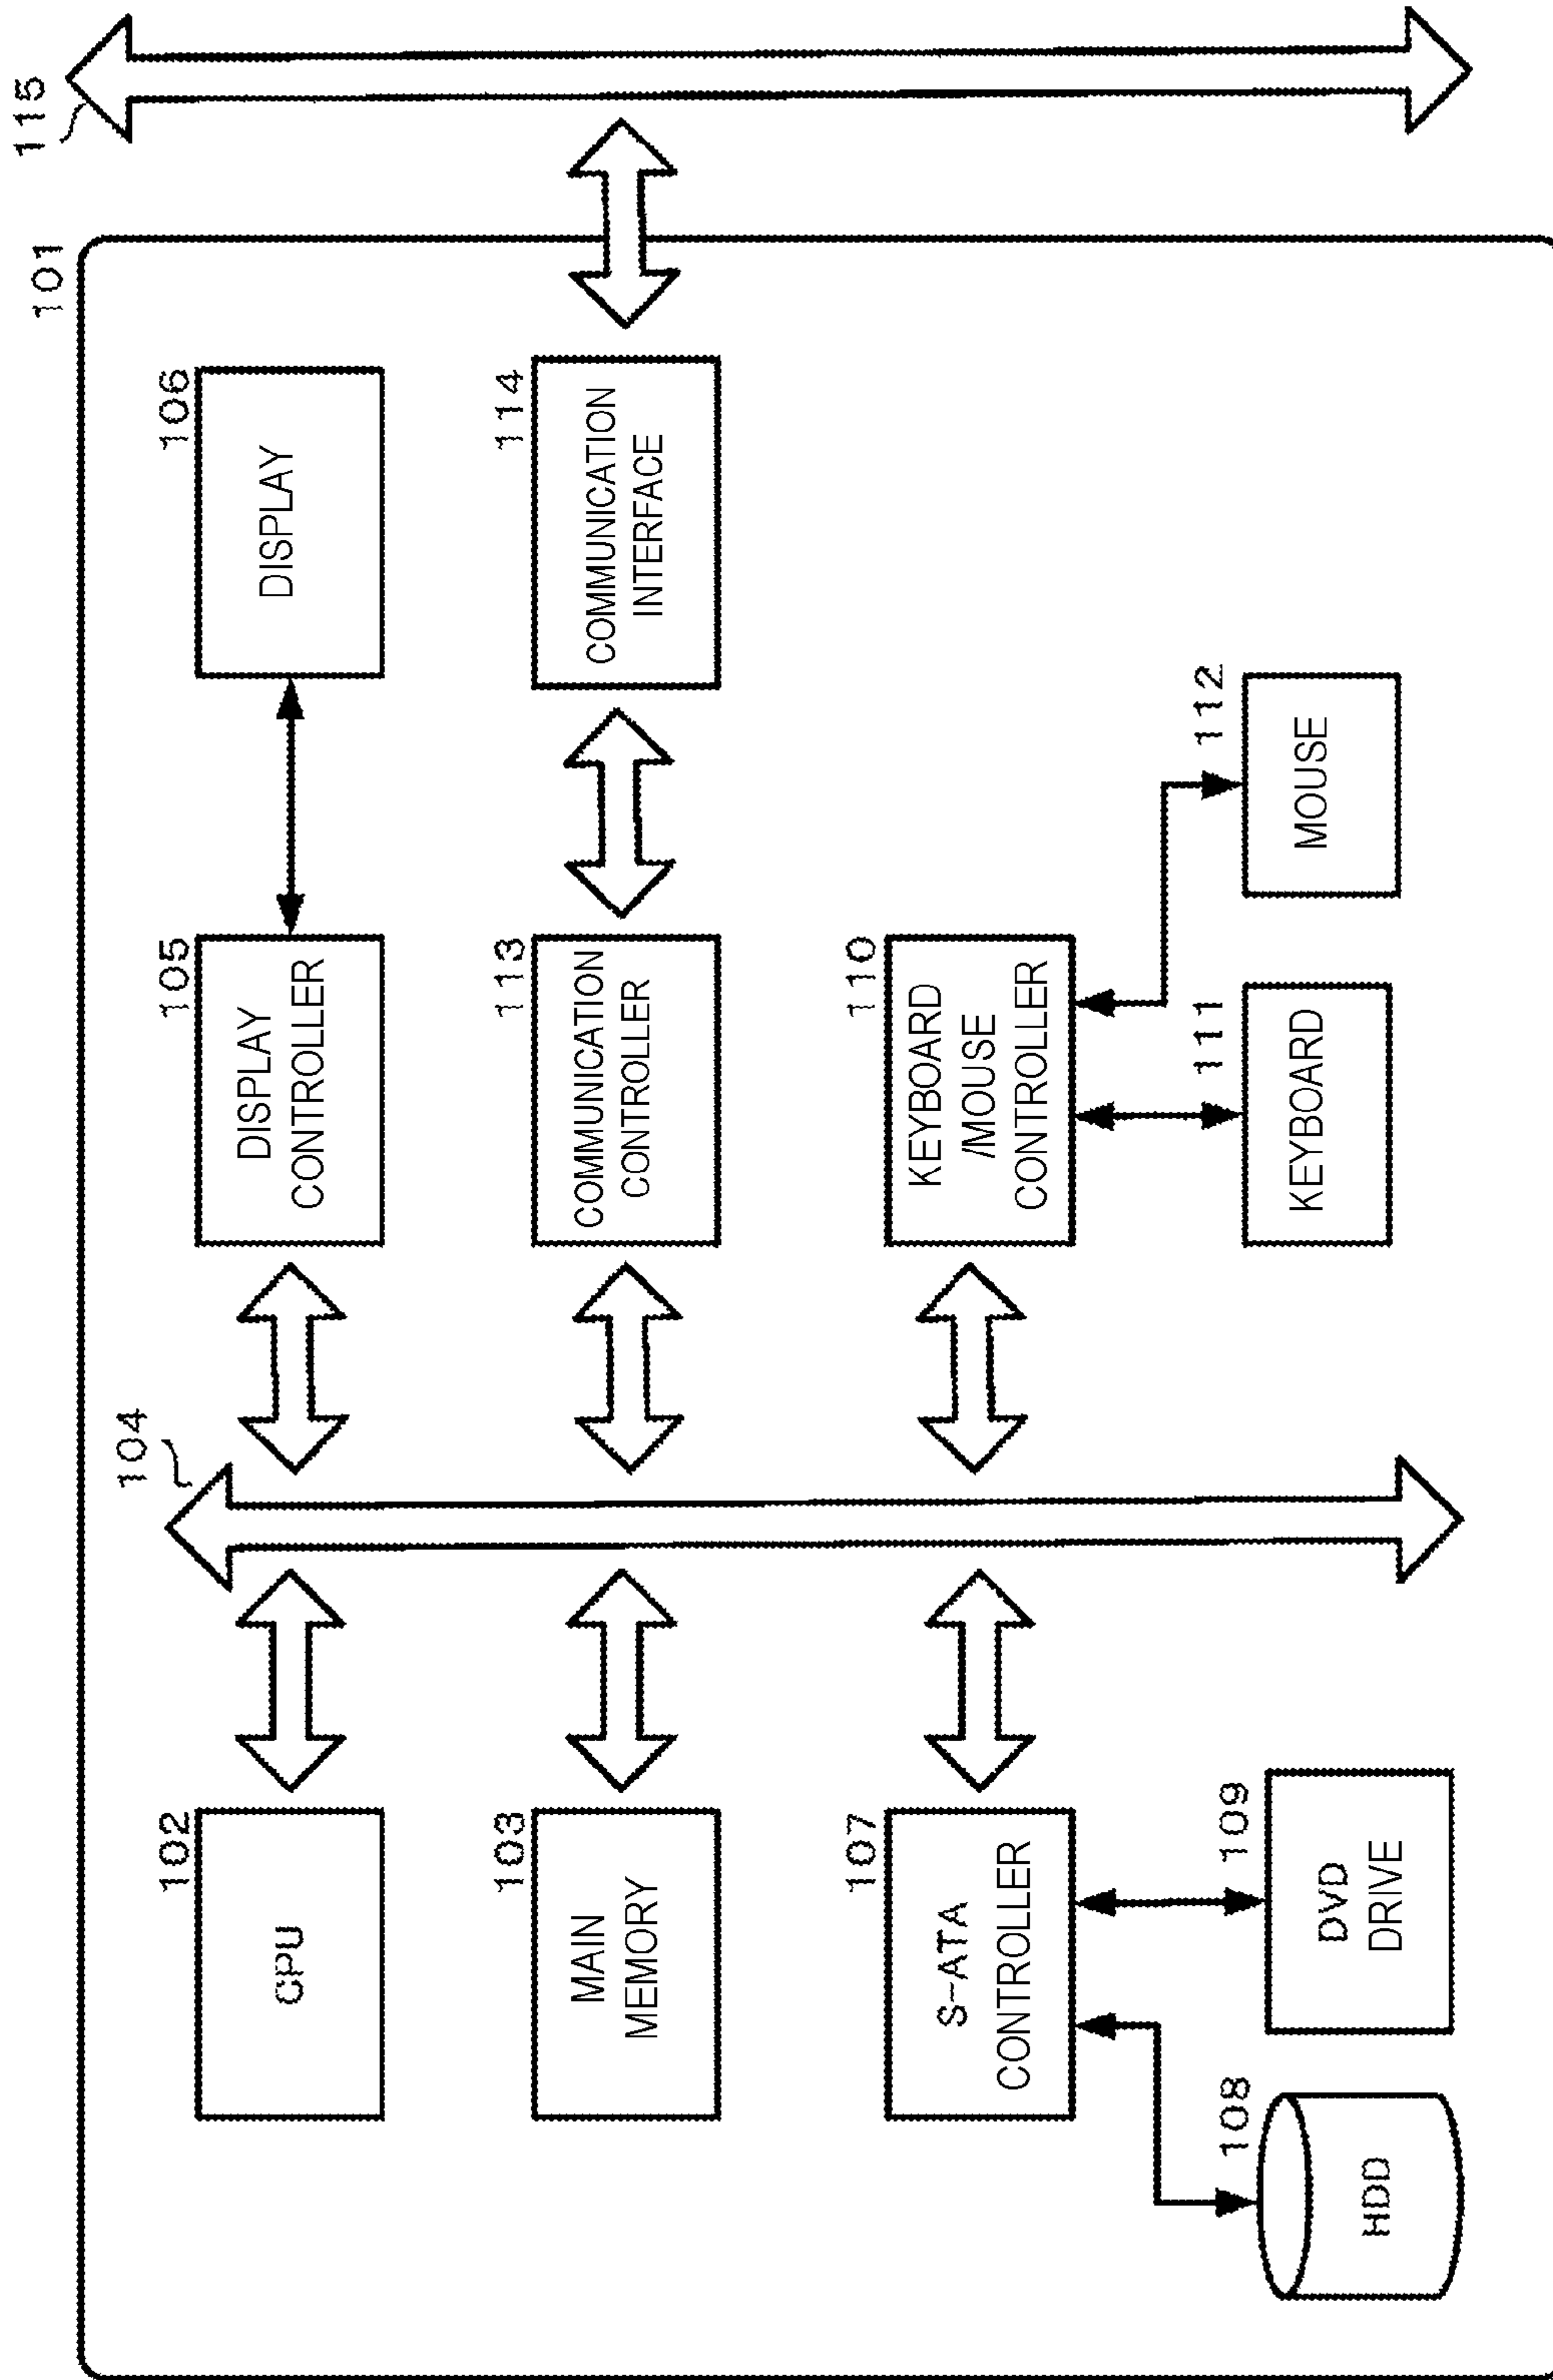 115
101
102
CPU
104
105
DISPLAY
CONTROLLER
106
DISPLAY
103
MAIN
MEMORY
113
COMMUNICATION
CONTROLLER
114
COMMUNICATION
INTERFACE
107
S-ATA
CONTROLLER
110
KEYBOARD
/MOUSE
CONTROLLER
108
HDD
109
DVD
DRIVE
111
KEYBOARD
112
MOUSE